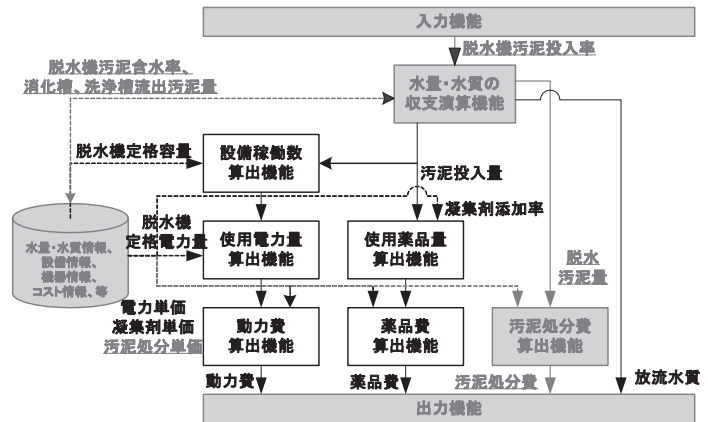 入力機能
脱水機汚泥投入率
脱水機汚泥含水率、
消化槽、洗浄槽流出汚泥量
水量・水質の
収支演算機能
脱水機定格容量
設備稼働数
算出機能
汚泥投入量
凝集剤添加率
脱水機
定格電力量
使用電力量
算出機能
使用薬品量
算出機能
水量・水質情報、
設備情報、
機器情報、
コスト情報、等
脱水
汚泥量
電力単価
凝集剤単価
汚泥処分単価
動力費
算出機能
薬品費
算出機能
汚泥処分費
算出機能
動力費
薬品費
汚泥処分費
放流水質
出力機能